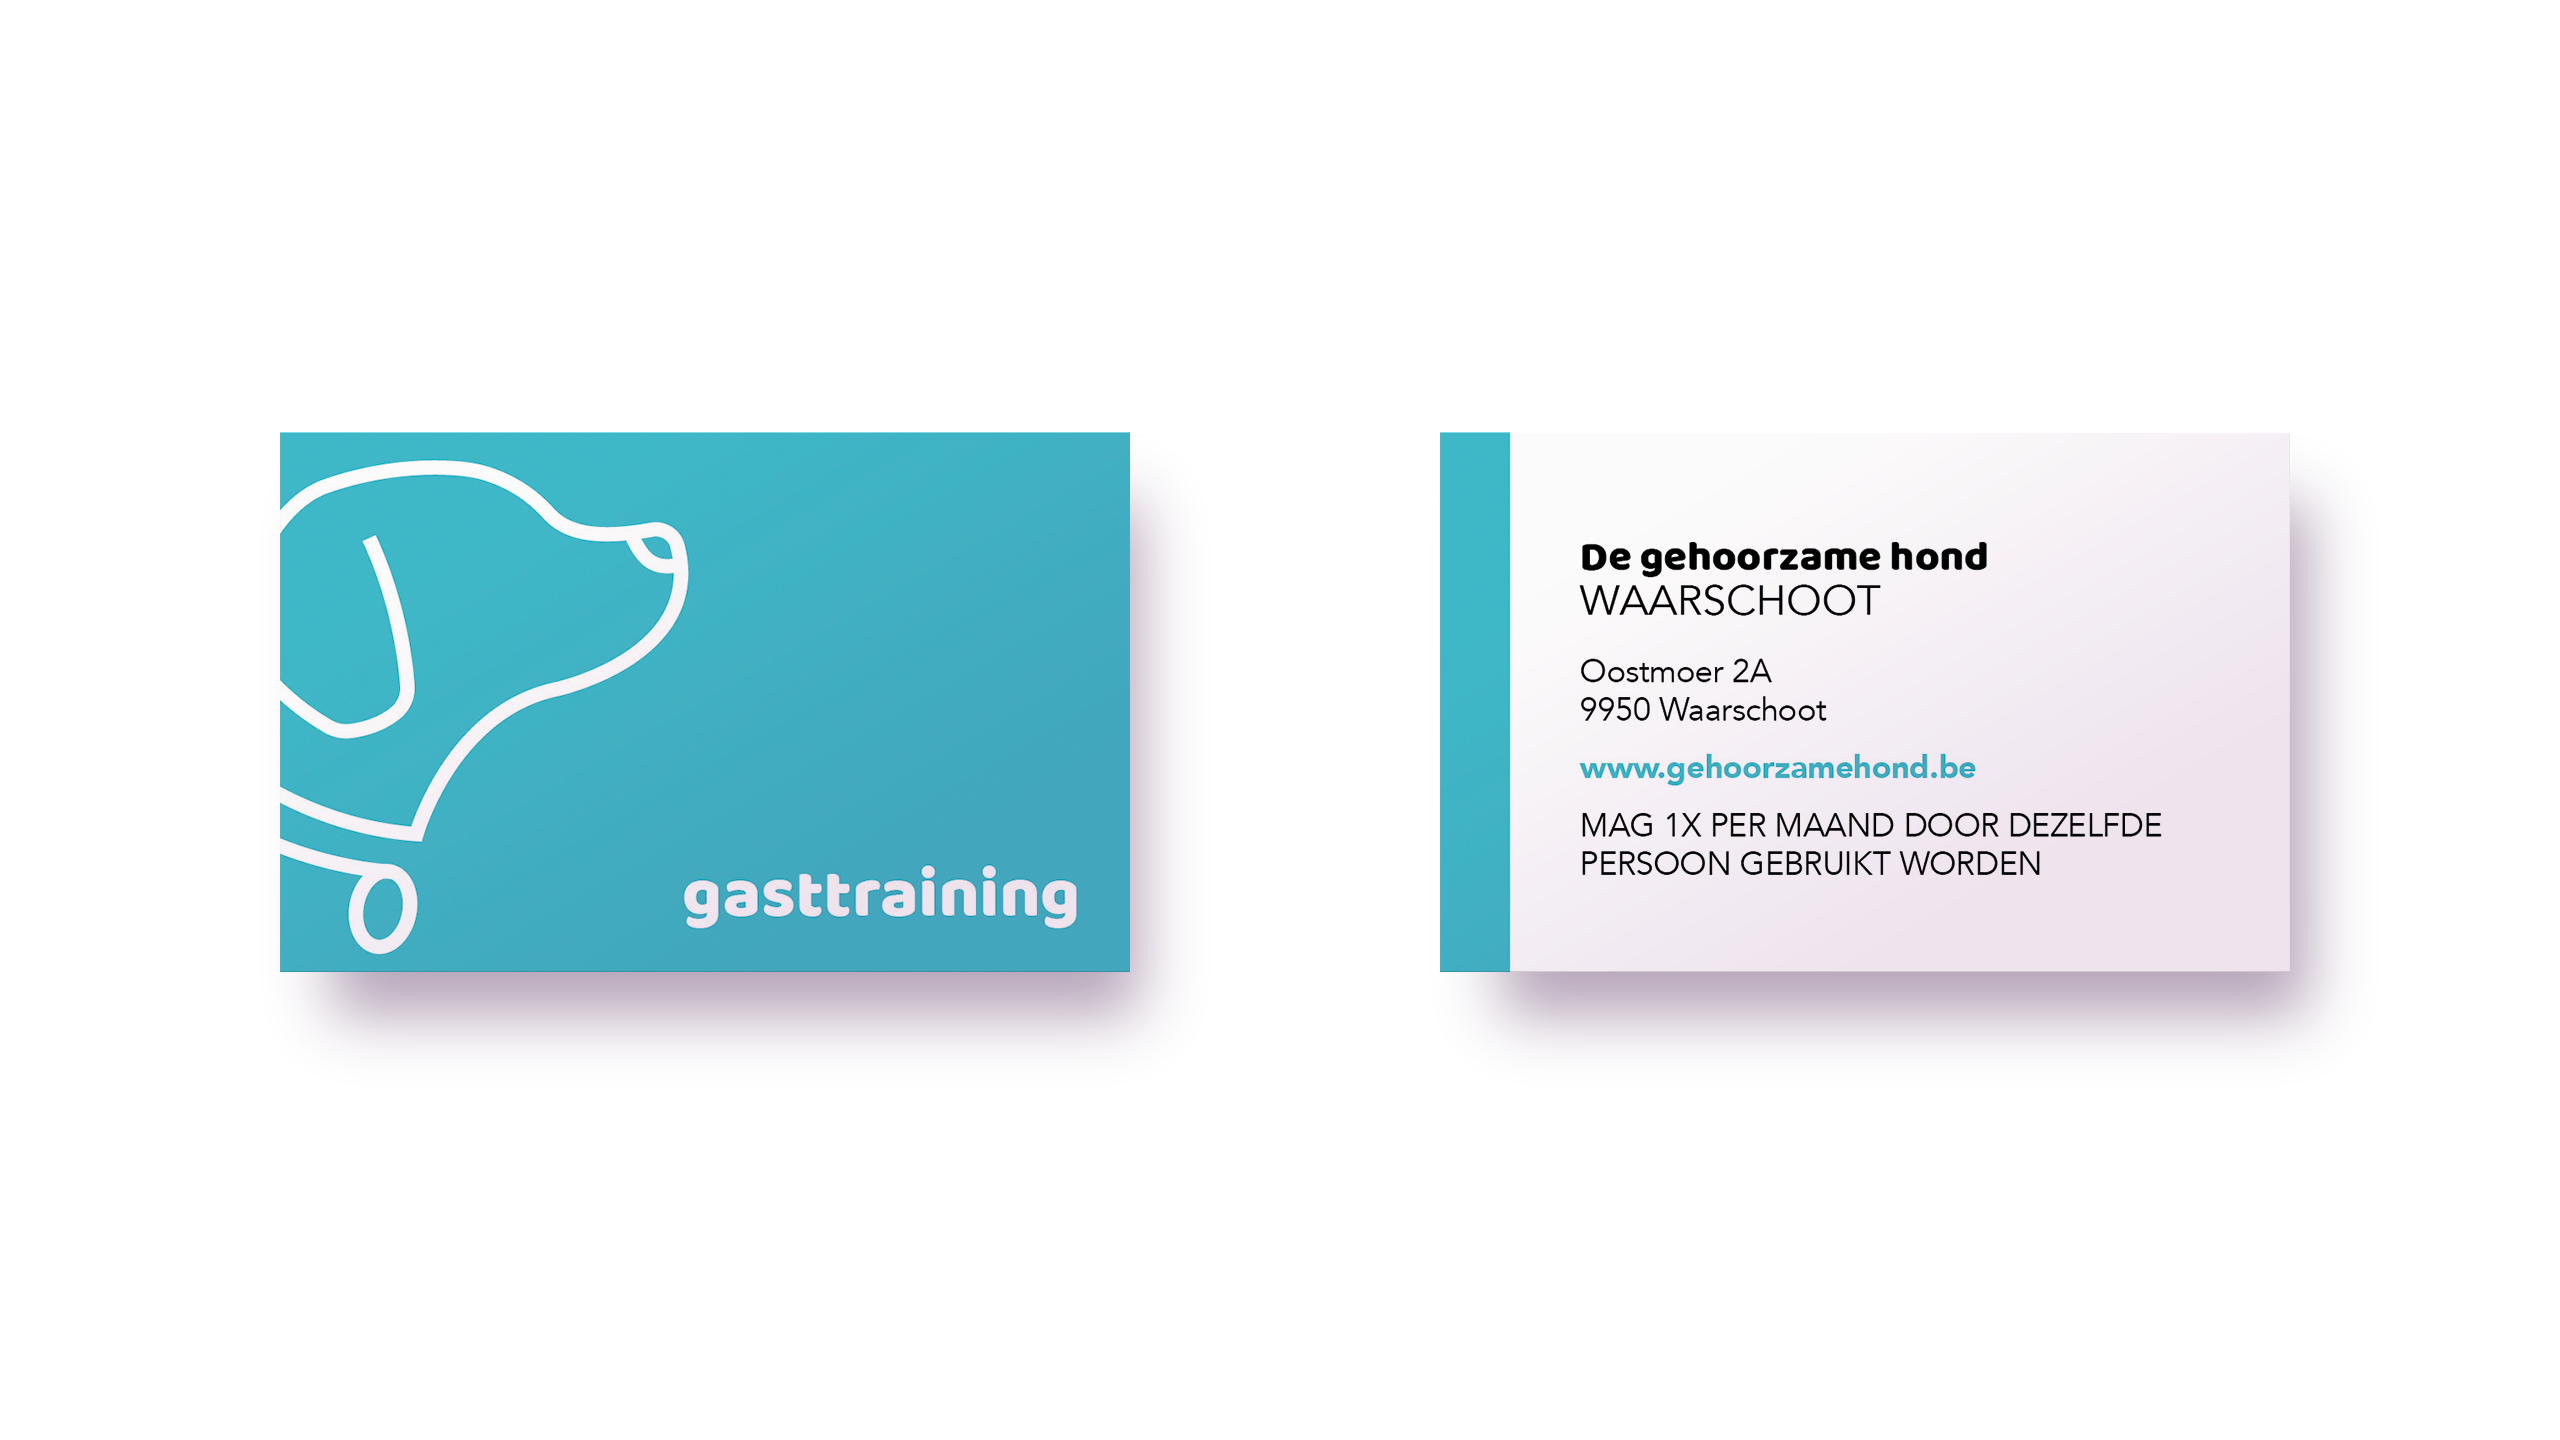 gasttraining
De gehoorzame hond
WAARSCHOOT
Oostmoer 2A
9950 Waarschoot
www.gehoorzamehond.be
MAG 1X PER MAAND DOOR DEZELFDE
PERSOON GEBRUIKT WORDEN